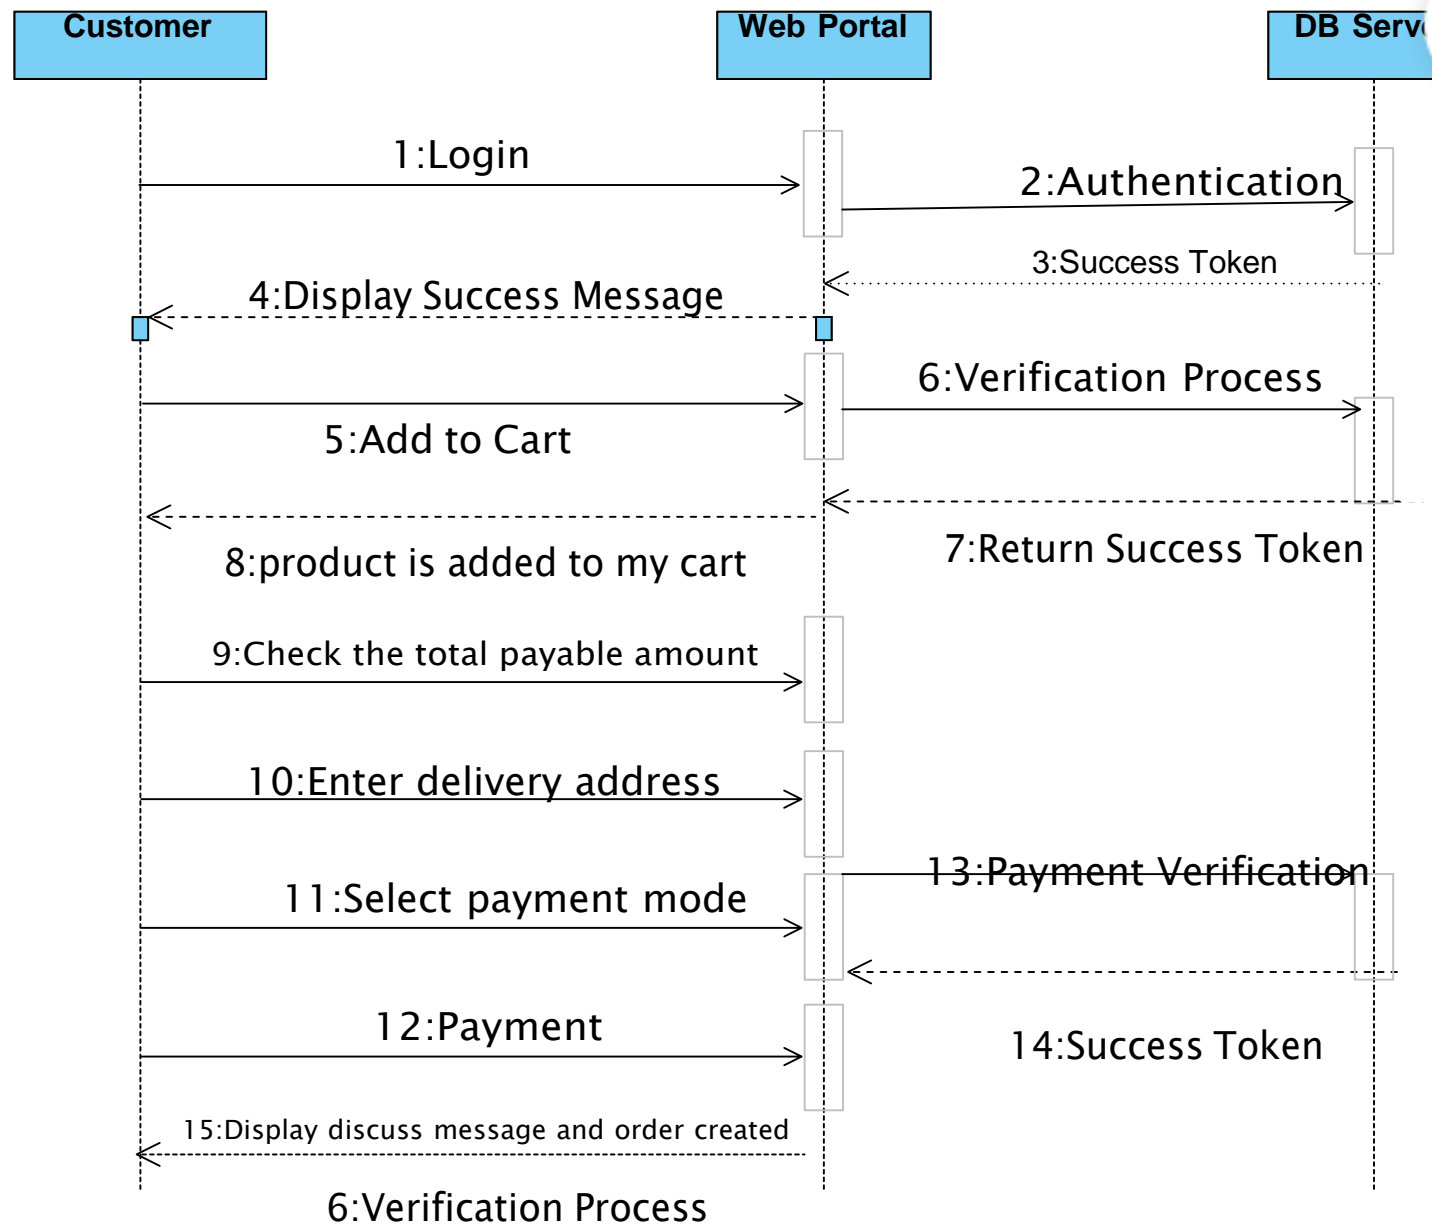 Customer
Web Portal
DB
1:Login
2:Authentication
3:Success Token
4:Display Success Message
6:Verification Process
5:Add to Cart
7:Return Success Token
8:product is added to my cart
9:Check the total payable amount
10:Enter delivery address
13:Payment Verification
11:Select payment mode
12:Payment
14:Success Token
15:Display discuss message and order created
6:Verification Process